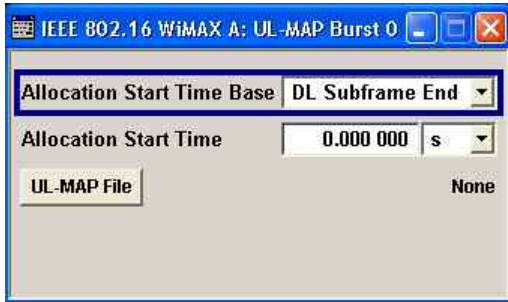 IEEE 802.16 WiMAX A: UL-MAP Burst 0
Allocation Start Time Base DL Subframe End
Allocation Start Time 0.000 000 s
UL-MAP File None